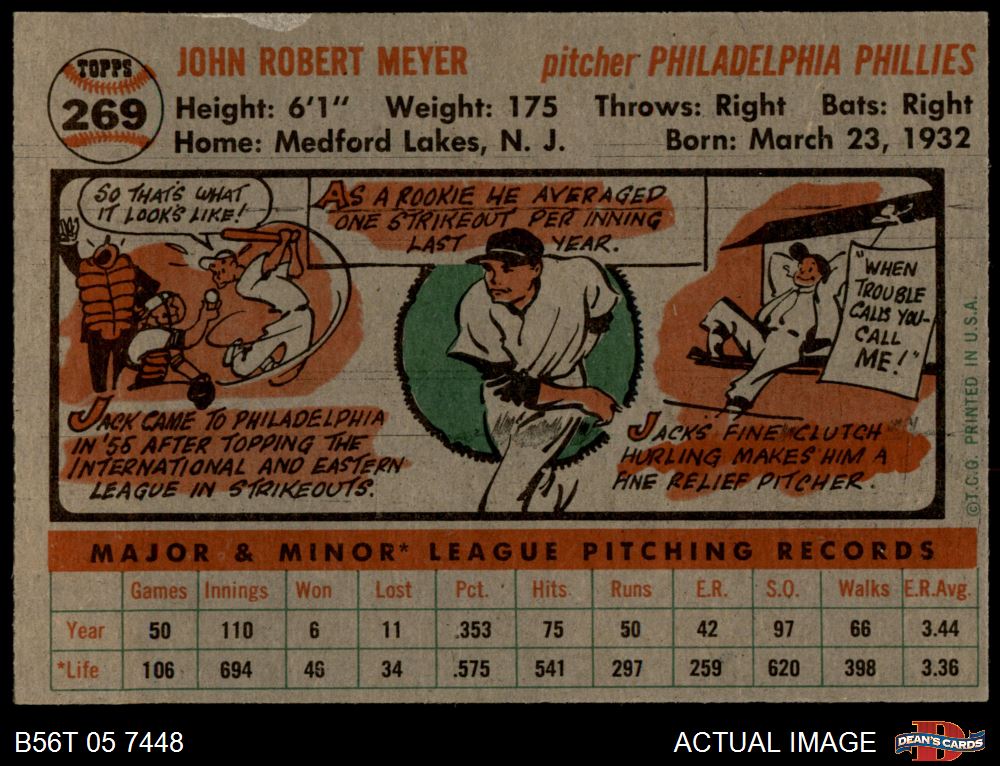 TOPPS
269
JOHN ROBERT MEYER pitcher PHILADELPHIA PHILLIES
Height: 6'1" Weight: 175 Throws: Right Bats: Right
Home: Medford Lakes, N. J. Born: March 23, 1932
SO THAT'S WHAT
IT LOOKS LIKE!
AS A ROOKIE HE AVERAGED
ONE STRIKEOUT PER INNING
LAST YEAR.
"WHEN
TROUBLE
CALLS YOU-
CALL
ME!"
JACK CAME TO PHILADELPHIA
IN '55 AFTER TOPPING THE
INTERNATIONAL AND EASTERN
LEAGUE IN STRIKEOUTS.
JACK'S FINE CLUTCH
HURLING MAKES HIM A
FINE RELIEF PITCHER.
©T.C.G. PRINTED IN U.S.A.
MAJOR & MINOR* LEAGUE PITCHING RECORDS
Games Innings Won Lost Pct. Hits Runs E.R. S.O. Walks E.R.Avg.
Year 50 110 6 11 .353 75 50 42 97 66 3.44
*Life 106 694 46 34 .575 541 297 259 620 398 3.36
B56T 05 7448
ACTUAL IMAGE
DEAN'S CARDS